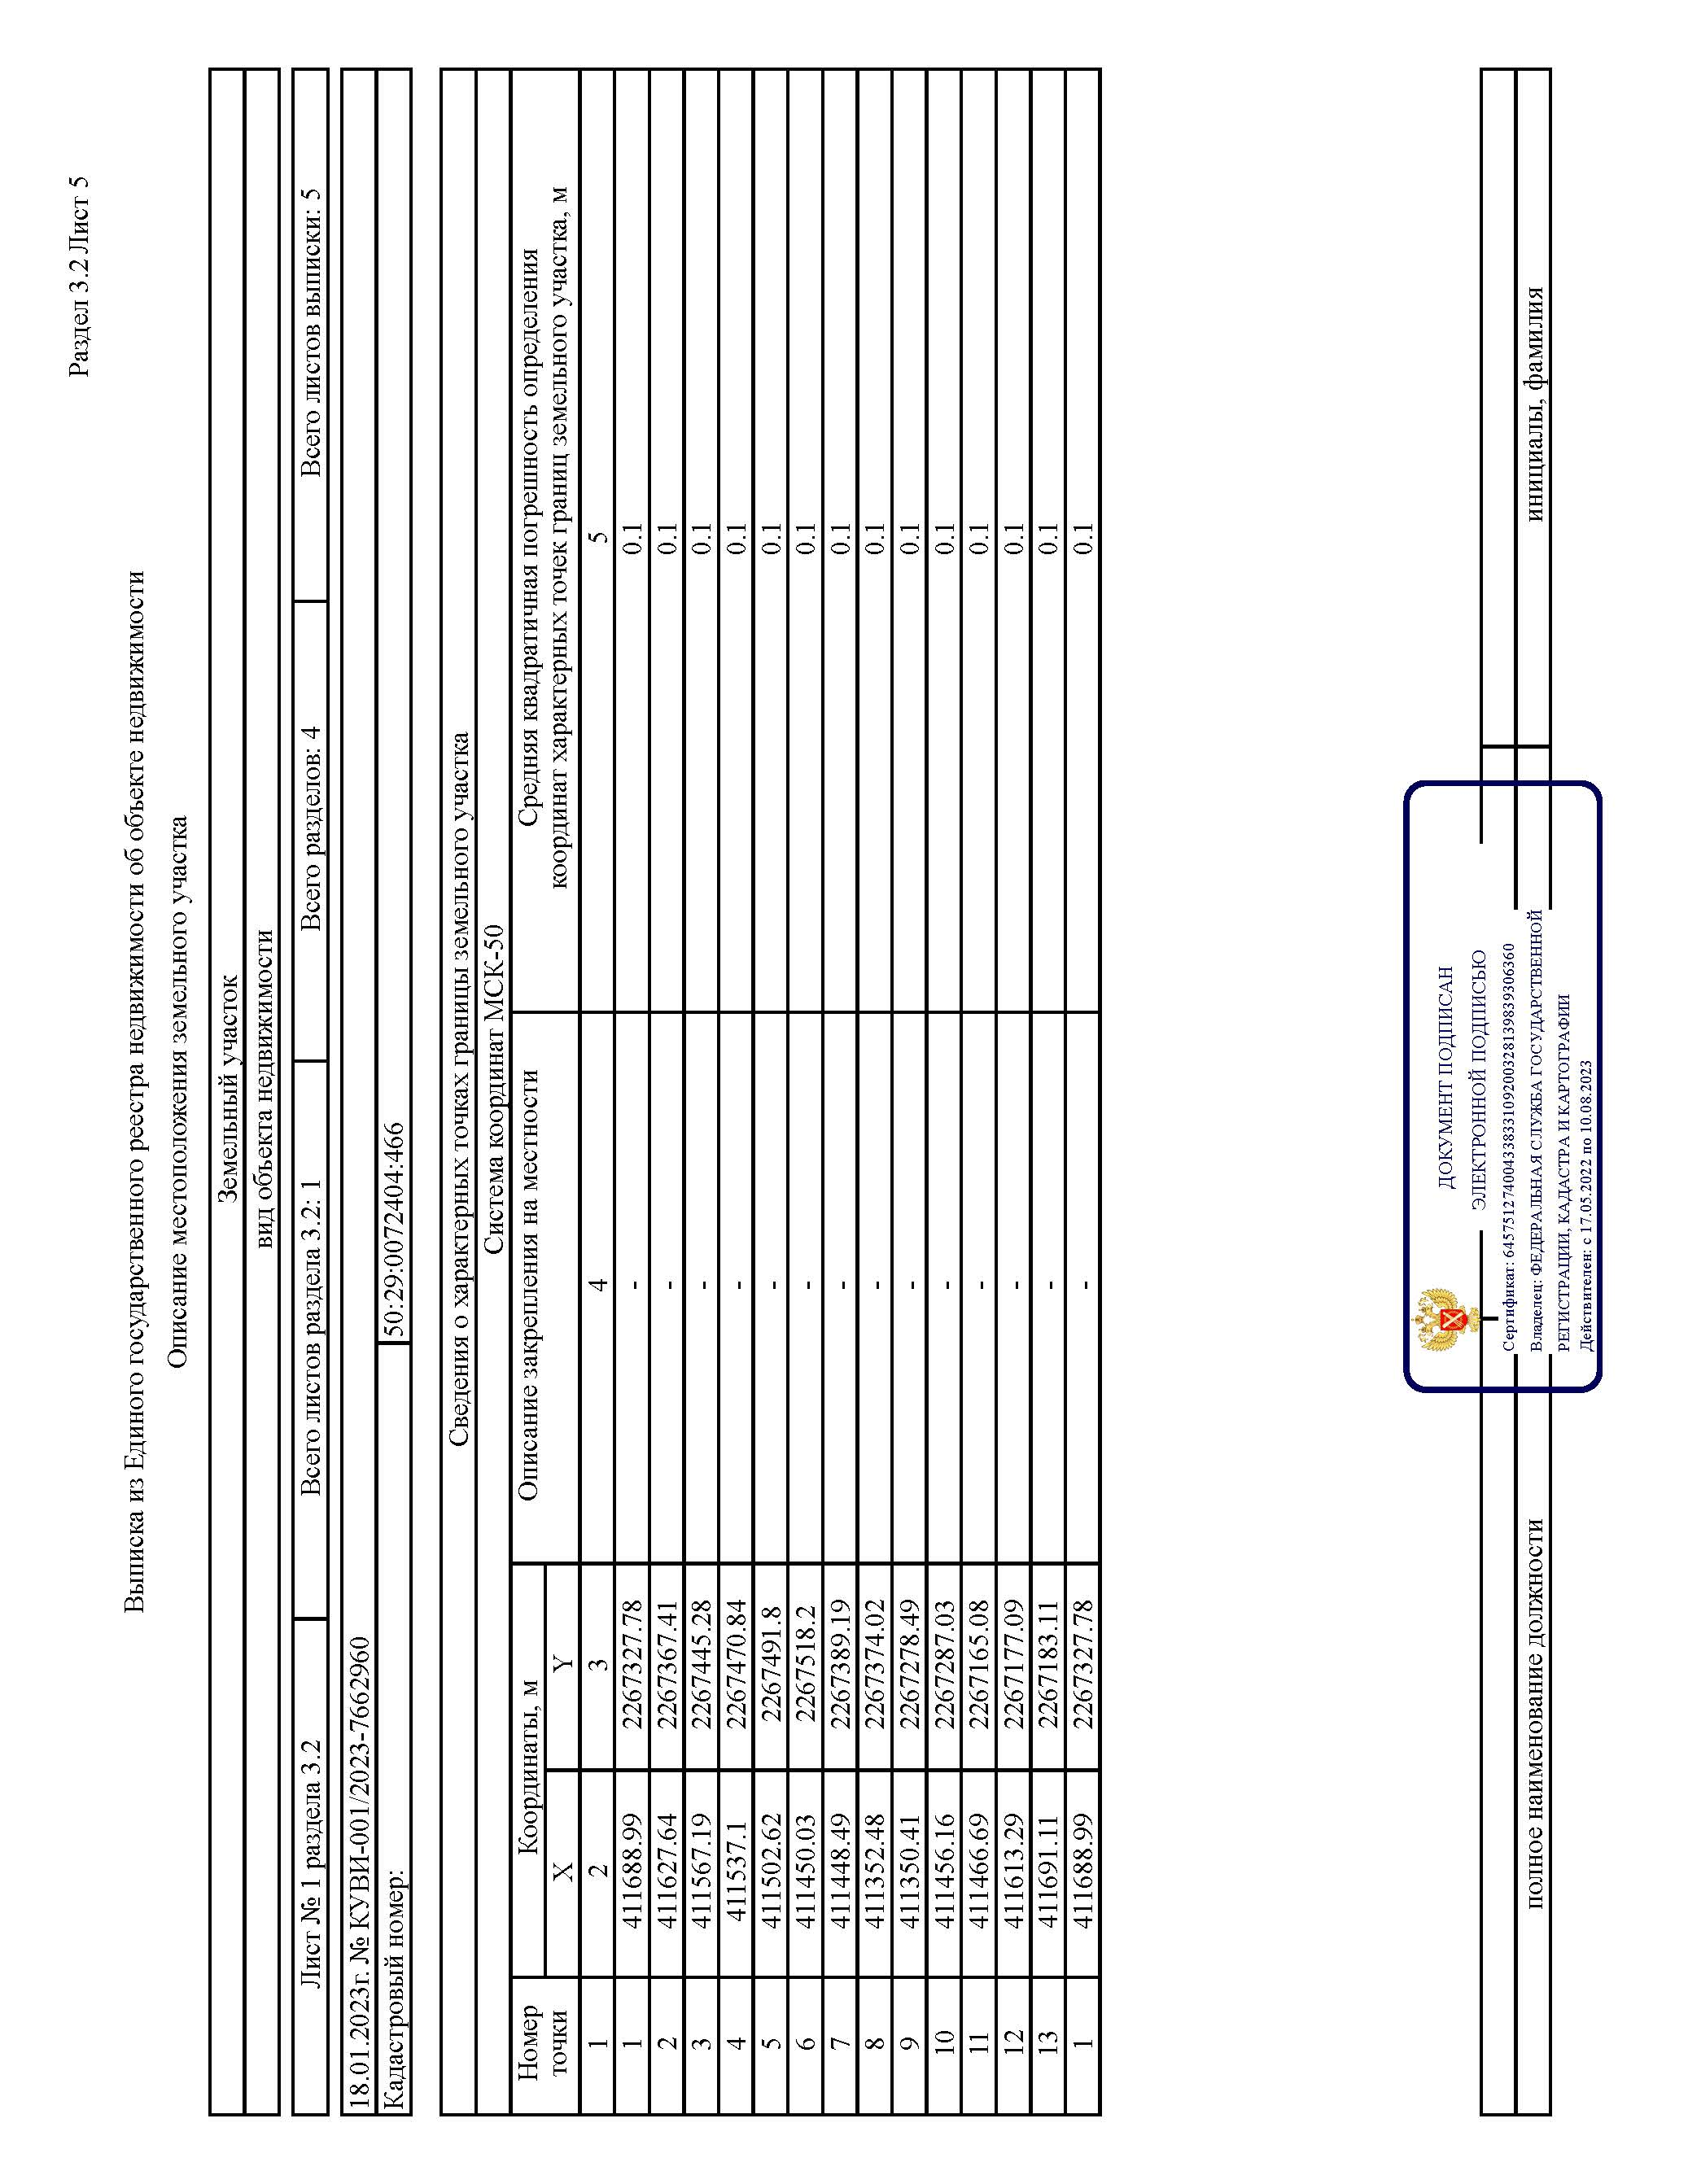 Раздел 3.2 Лист 5
Выписка из Единого государственного реестра недвижимости об объекте недвижимости
Описание местоположения земельного участка
Земельный участок
вид объекта недвижимости
Лист № 1 раздела 3.2 Всего листов раздела 3.2: 1 Всего разделов: 4 Всего листов выписки: 5
18.01.2023г. № КУВИ-001/2023-7662960
Кадастровый номер: 50:29:0072404:466
Сведения о характерных точках границы земельного участка
Система координат МСК-50
Номер точки
Координаты, м
X Y
Описание закрепления на местности
Средняя квадратичная погрешность определения
координат характерных точек границ земельного участка, м
1 2 3 4 5
1 411688.99 2267327.78 - 0.1
2 411627.64 2267367.41 - 0.1
3 411567.19 2267445.28 - 0.1
4 411537.1 2267470.84 - 0.1
5 411502.62 2267491.8 - 0.1
6 411450.03 2267518.2 - 0.1
7 411448.49 2267389.19 - 0.1
8 411352.48 2267374.02 - 0.1
9 411350.41 2267278.49 - 0.1
10 411456.16 2267287.03 - 0.1
11 411466.69 2267165.08 - 0.1
12 411613.29 2267177.09 - 0.1
13 411691.11 2267183.11 - 0.1
1 411688.99 2267327.78 - 0.1
ДОКУМЕНТ ПОДПИСАН
ЭЛЕКТРОННОЙ ПОДПИСЬЮ
Сертификат: 645751274004338331092003281398393063​60
Владелец: ФЕДЕРАЛЬНАЯ СЛУЖБА ГОСУДАРСТВЕННОЙ
РЕГИСТРАЦИИ, КАДАСТРА И КАРТОГРАФИИ
Действителен: с 17.05.2022 по 10.08.2023
полное наименование должности инициалы, фамилия